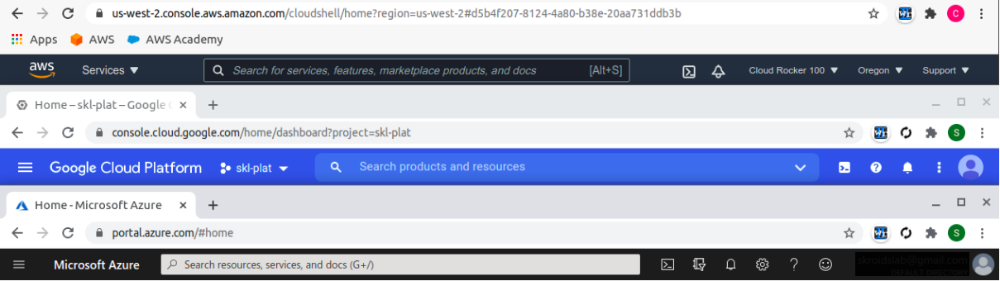 us-west-2.console.aws.amazon.com/cloudshell/home?region=us-west-2#d5b4f207-8124-4a80-b38e-20aa731ddb3b
C
Apps AWS AWS Academy
aws Services Search for services, features, marketplace products, and docs [Alt+S] Cloud Rocker 100 Oregon Support
Home – skl-plat – Google
console.cloud.google.com/home/dashboard?project=skl-plat S
Google Cloud Platform skl-plat Search products and resources
Home - Microsoft Azure
portal.azure.com/#home S
Microsoft Azure Search resources, services, and docs (G+/) skroidslab@gmail.com
DEFAULT DIRECTORY